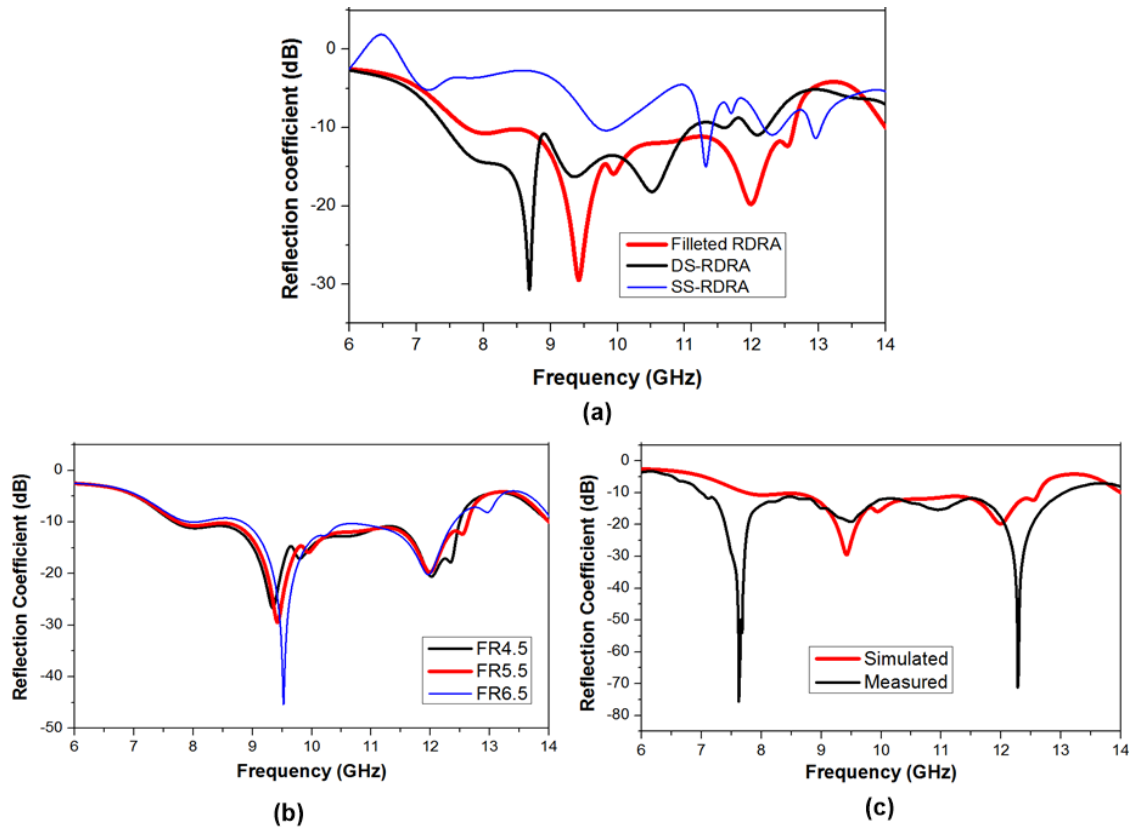 0
-10
-20
-30
Reflection coefficient (dB)
Filleted RDRA
DS-RDRA
SS-RDRA
6 7 8 9 10 11 12 13 14
Frequency (GHz)
(a)
0
-10
-20
-30
-40
-50
Reflection Coefficient (dB)
FR4.5
FR5.5
FR6.5
6 7 8 9 10 11 12 13 14
Frequency (GHz)
(b)
0
-10
-20
-30
-40
-50
-60
-70
-80
Reflection Coefficient (dB)
Simulated
Measured
6 7 8 9 10 11 12 13 14
Frequency (GHz)
(c)